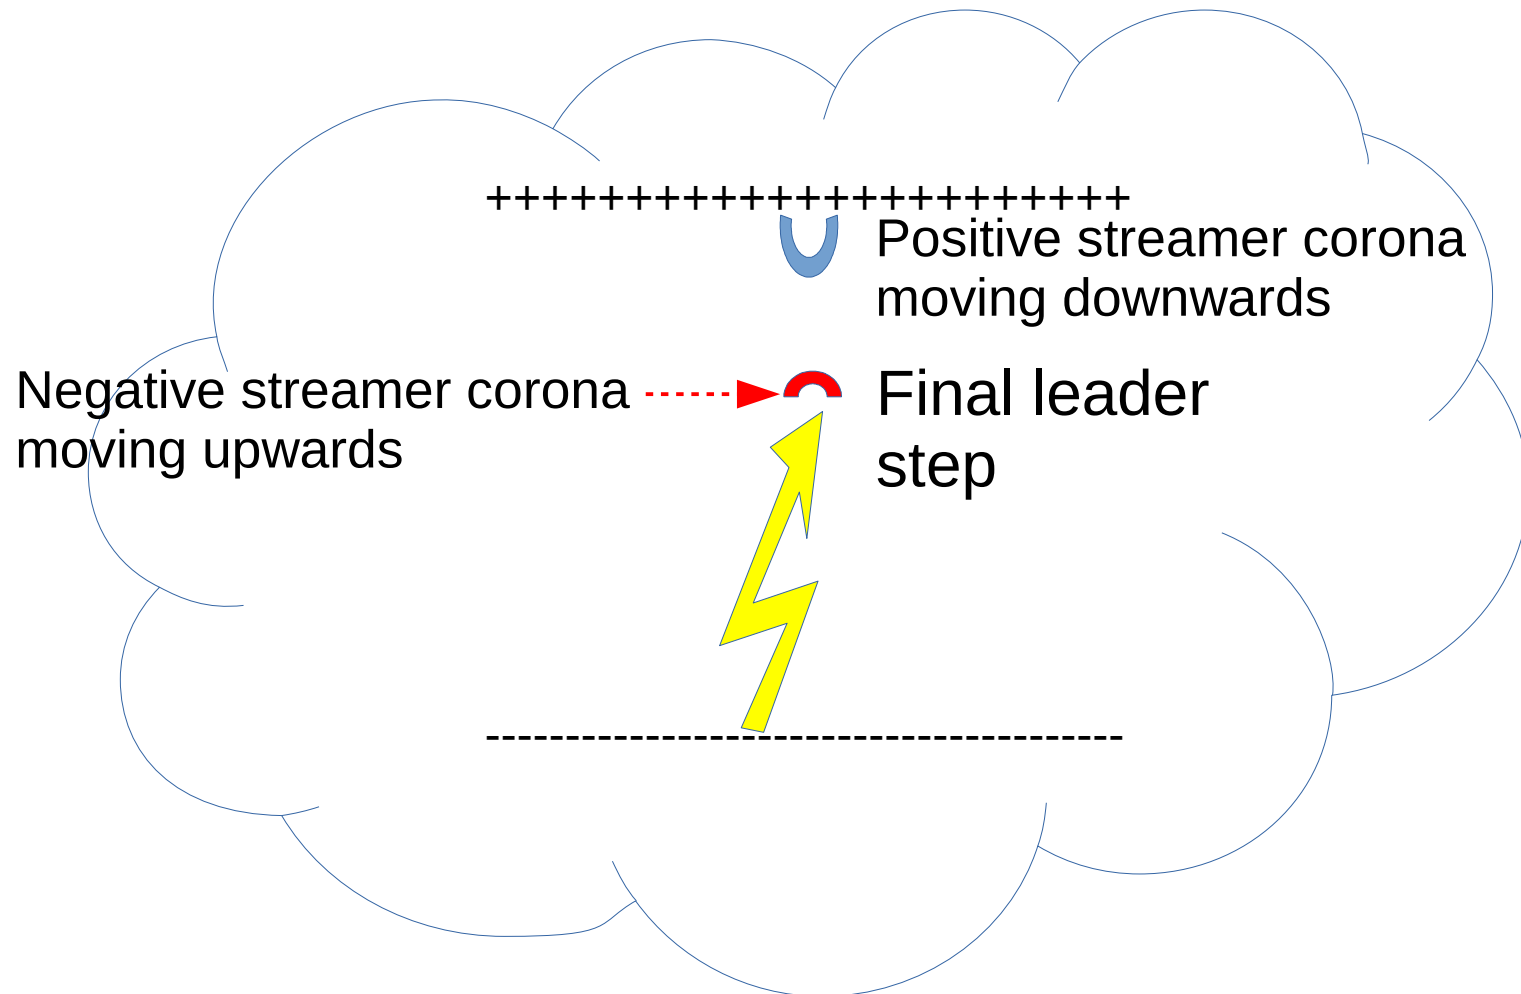 +++++++++++++++++++++++
Positive streamer corona
moving downwards
Negative streamer corona
moving upwards
Final leader
step
----------------------------------------